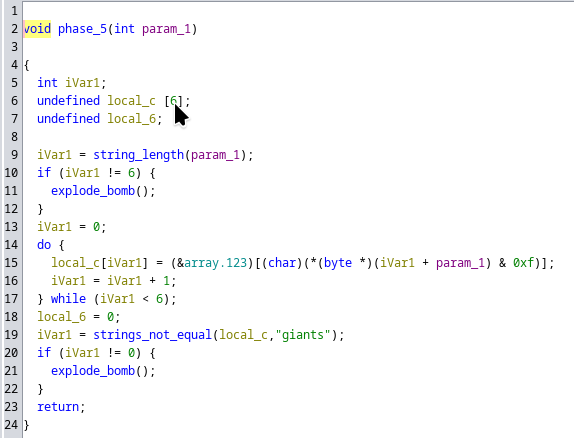 1
2 void phase_5(int param_1)
3
4 {
5 int iVar1;
6 undefined local_c [6];
7 undefined local_6;
8
9 iVar1 = string_length(param_1);
10 if (iVar1 != 6) {
11 explode_bomb();
12 }
13 iVar1 = 0;
14 do {
15 local_c[iVar1] = (&array.123)[(char)(*(byte *)(iVar1 + param_1) & 0xf)];
16 iVar1 = iVar1 + 1;
17 } while (iVar1 < 6);
18 local_6 = 0;
19 iVar1 = strings_not_equal(local_c,"giants");
20 if (iVar1 != 0) {
21 explode_bomb();
22 }
23 return;
24 }